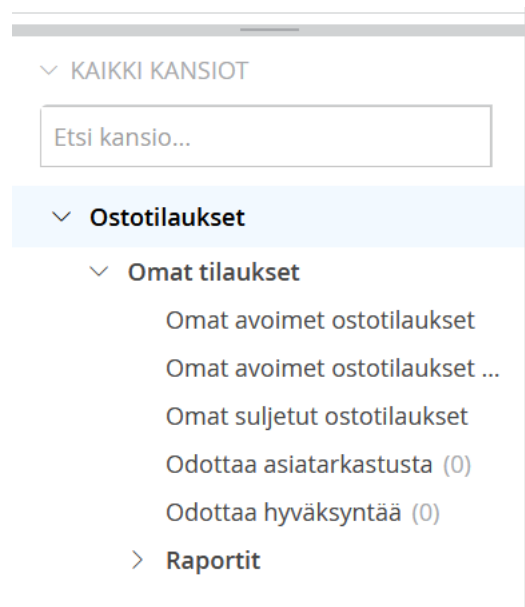 KAIKKI KANSIOT
Etsi kansio...
Ostotilaukset
Omat tilaukset
Omat avoimet ostotilaukset
Omat avoimet ostotilaukset ...
Omat suljetut ostotilaukset
Odottaa asiatarkastusta (0)
Odottaa hyväksyntää (0)
Raportit